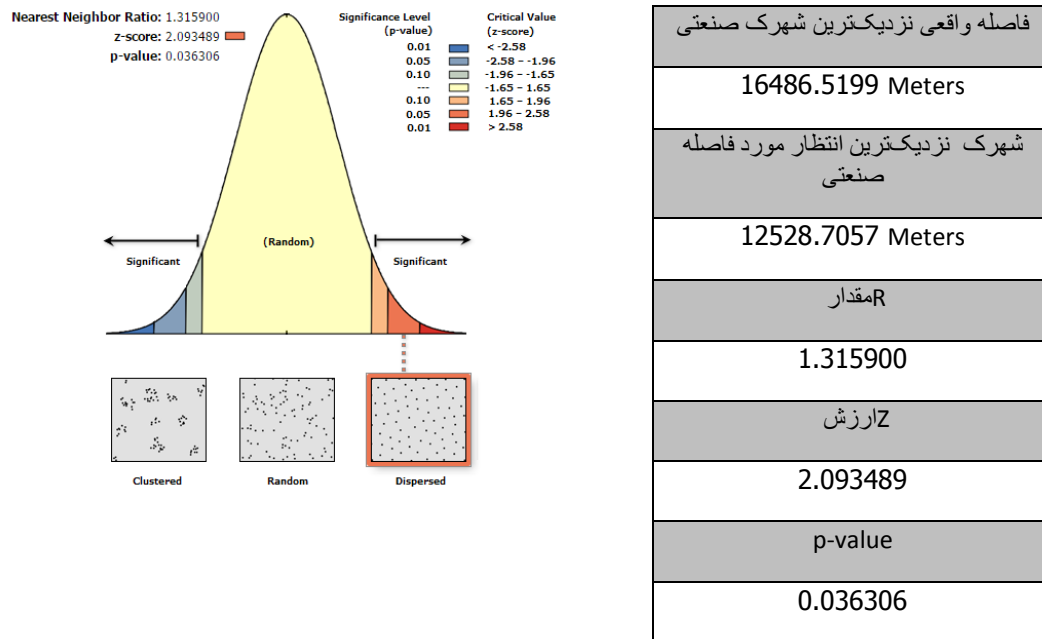 Nearest Neighbor Ratio: 1.315900
z-score: 2.093489
p-value: 0.036306
Significance Level (p-value) Critical Value (z-score)
0.01 < -2.58
0.05 -2.58 - -1.96
0.10 -1.96 - -1.65
--- -1.65 - 1.65
0.10 1.65 - 1.96
0.05 1.96 - 2.58
0.01 > 2.58
(Random)
Significant Significant
Clustered Random Dispersed
فاصله واقعی نزدیک‌ترین شهرک صنعتی
16486.5199 Meters
شهرک نزدیک‌ترین انتظار مورد فاصله
صنعتی
12528.7057 Meters
Rمقدار
1.315900
Zارزش
2.093489
p-value
0.036306